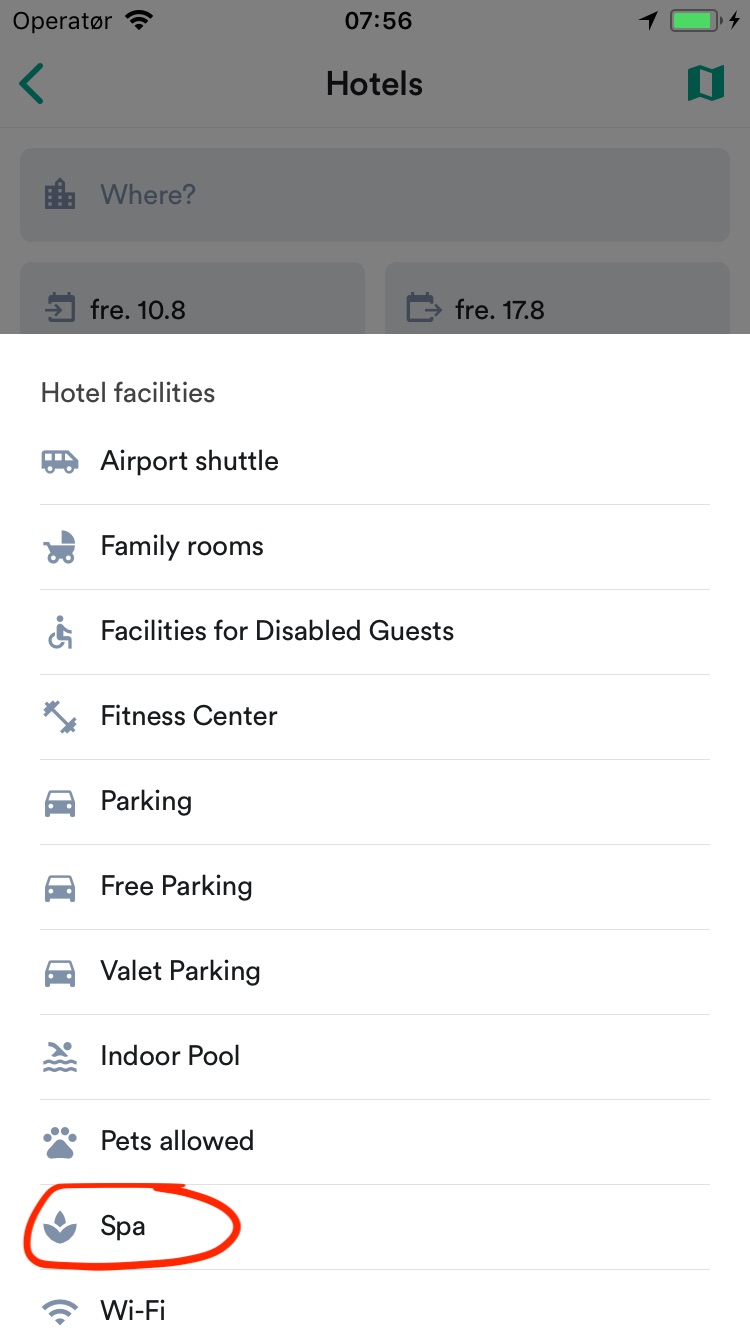 Operatør 07:56
Hotels
Where?
fre. 10.8 fre. 17.8
Hotel facilities
Airport shuttle
Family rooms
Facilities for Disabled Guests
Fitness Center
Parking
Free Parking
Valet Parking
Indoor Pool
Pets allowed
Spa
Wi-Fi